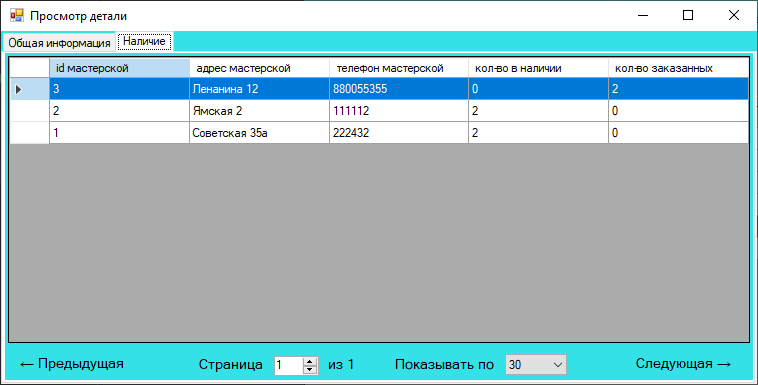 Просмотр детали
Общая информация Наличие
id мастерской адрес мастерской телефон мастерской кол-во в наличии кол-во заказанных
3 Ленанина 12 880055355 0 2
2 Ямская 2 111112 2 0
1 Советская 35а 222432 2 0
← Предыдущая Страница 1 из 1 Показывать по 30 Следующая →